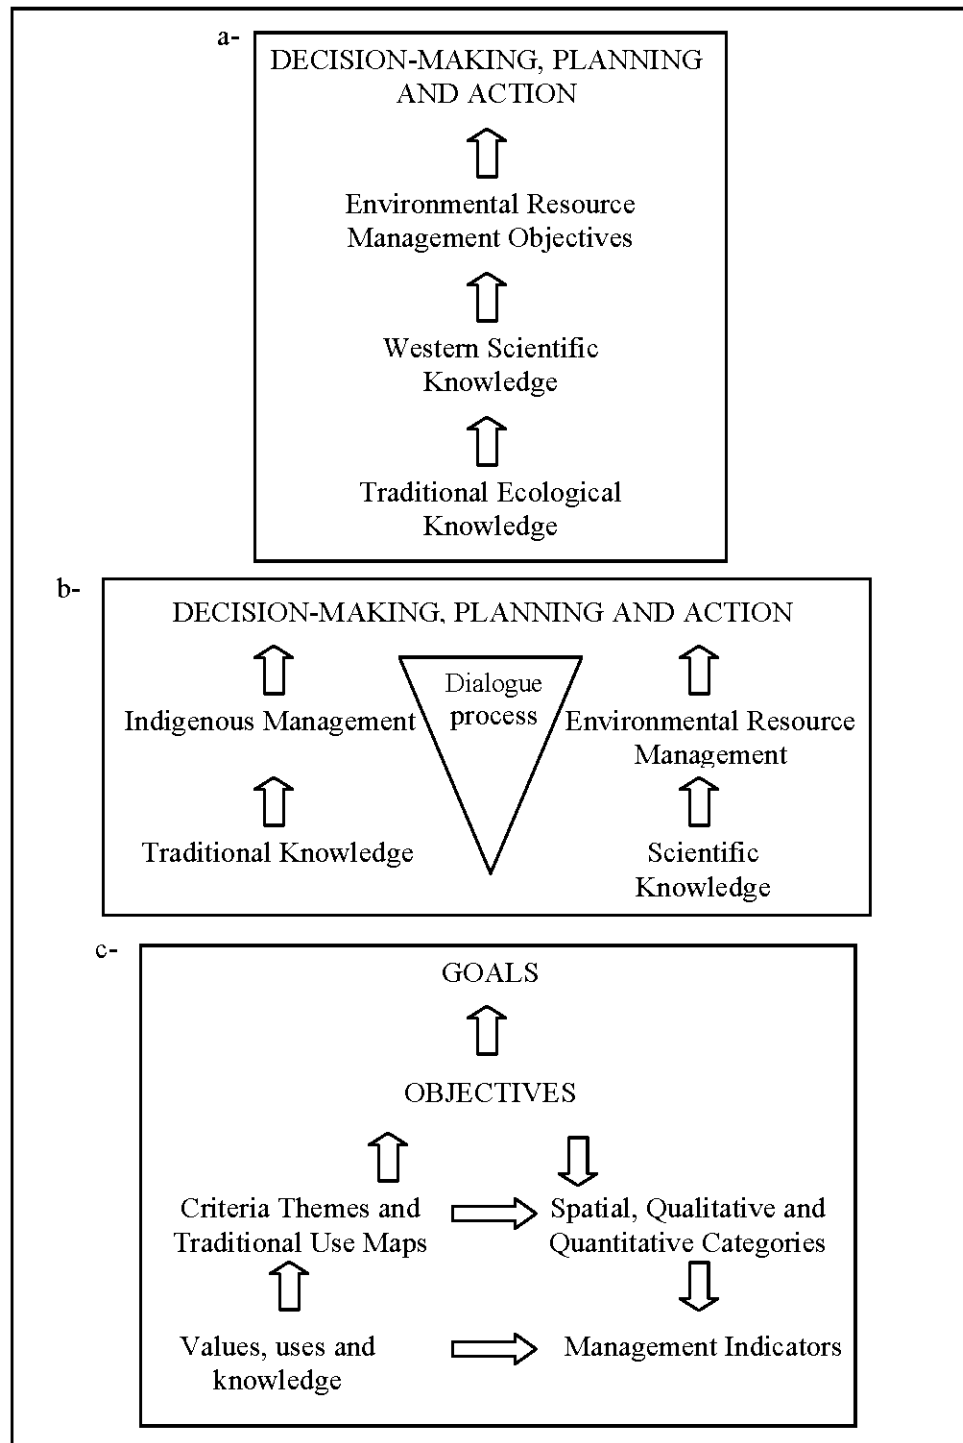 a-
DECISION-MAKING, PLANNING
AND ACTION
Environmental Resource
Management Objectives
Western Scientific
Knowledge
Traditional Ecological
Knowledge
b-
DECISION-MAKING, PLANNING AND ACTION
Dialogue
process
Indigenous Management
Traditional Knowledge
Environmental Resource
Management
Scientific
Knowledge
c-
GOALS
OBJECTIVES
Criteria Themes and
Traditional Use Maps
Spatial, Qualitative and
Quantitative Categories
Values, uses and
knowledge
Management Indicators